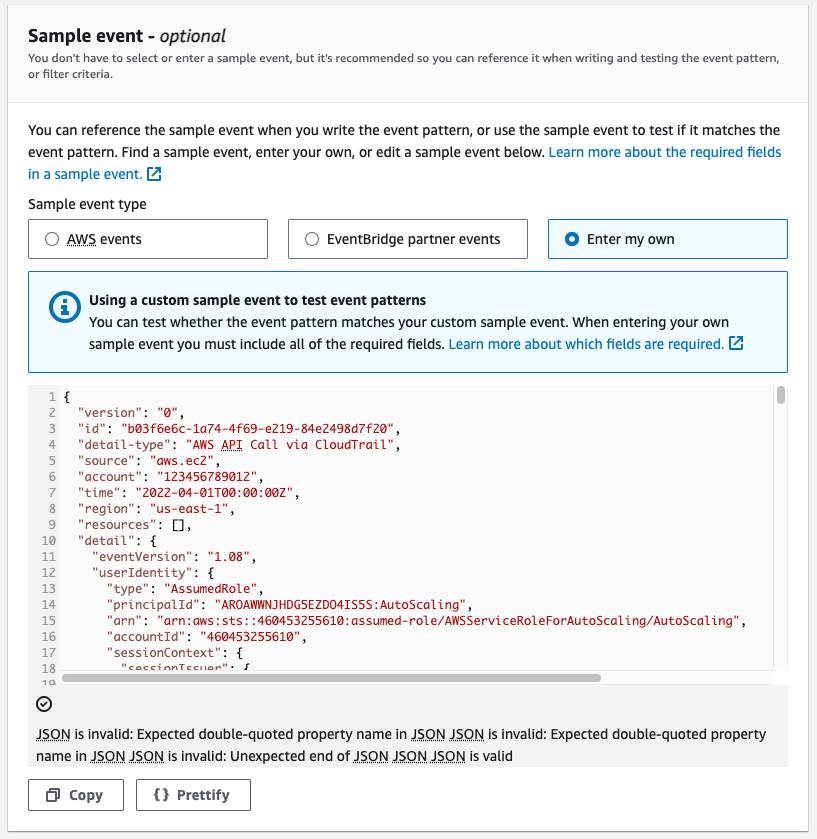 Sample event - optional
You don't have to select or enter a sample event, but it's recommended so you can reference it when writing and testing the event pattern,
or filter criteria.
You can reference the sample event when you write the event pattern, or use the sample event to test if it matches the
event pattern. Find a sample event, enter your own, or edit a sample event below. Learn more about the required fields
in a sample event.
Sample event type
AWS events
EventBridge partner events
Enter my own
Using a custom sample event to test event patterns
You can test whether the event pattern matches your custom sample event. When entering your own
sample event you must include all of the required fields. Learn more about which fields are required.
1 {
2 "version": "0",
3 "id": "b03f6e6c-1a74-4f69-e219-84e2498d7f20",
4 "detail-type": "AWS API Call via CloudTrail",
5 "source": "aws.ec2",
6 "account": "123456789012",
7 "time": "2022-04-01T00:00:00Z",
8 "region": "us-east-1",
9 "resources": [],
10 "detail": {
11 "eventVersion": "1.08",
12 "userIdentity": {
13 "type": "AssumedRole",
14 "principalId": "AROAWWNJHDG5EZDO4IS5S:AutoScaling",
15 "arn": "arn:aws:sts::460453255610:assumed-role/AWSServiceRoleForAutoScaling/AutoScaling",
16 "accountId": "460453255610",
17 "sessionContext": {
18 "sessionIssuer": {
19
JSON is invalid: Expected double-quoted property name in JSON JSON is invalid: Expected double-quoted property
name in JSON JSON is invalid: Unexpected end of JSON JSON JSON is valid
Copy
{} Prettify